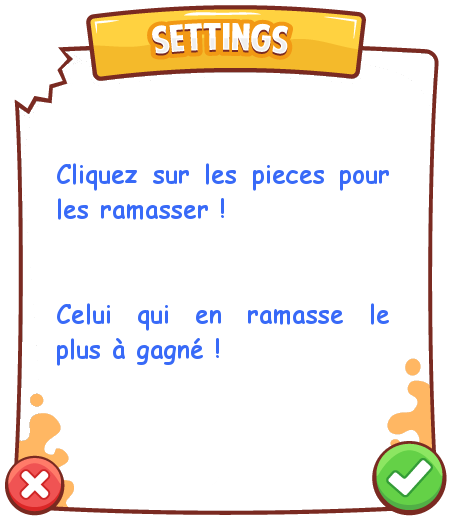 SETTINGS
Cliquez sur les pieces pour
les ramasser !
Celui qui en ramasse le
plus à gagné !